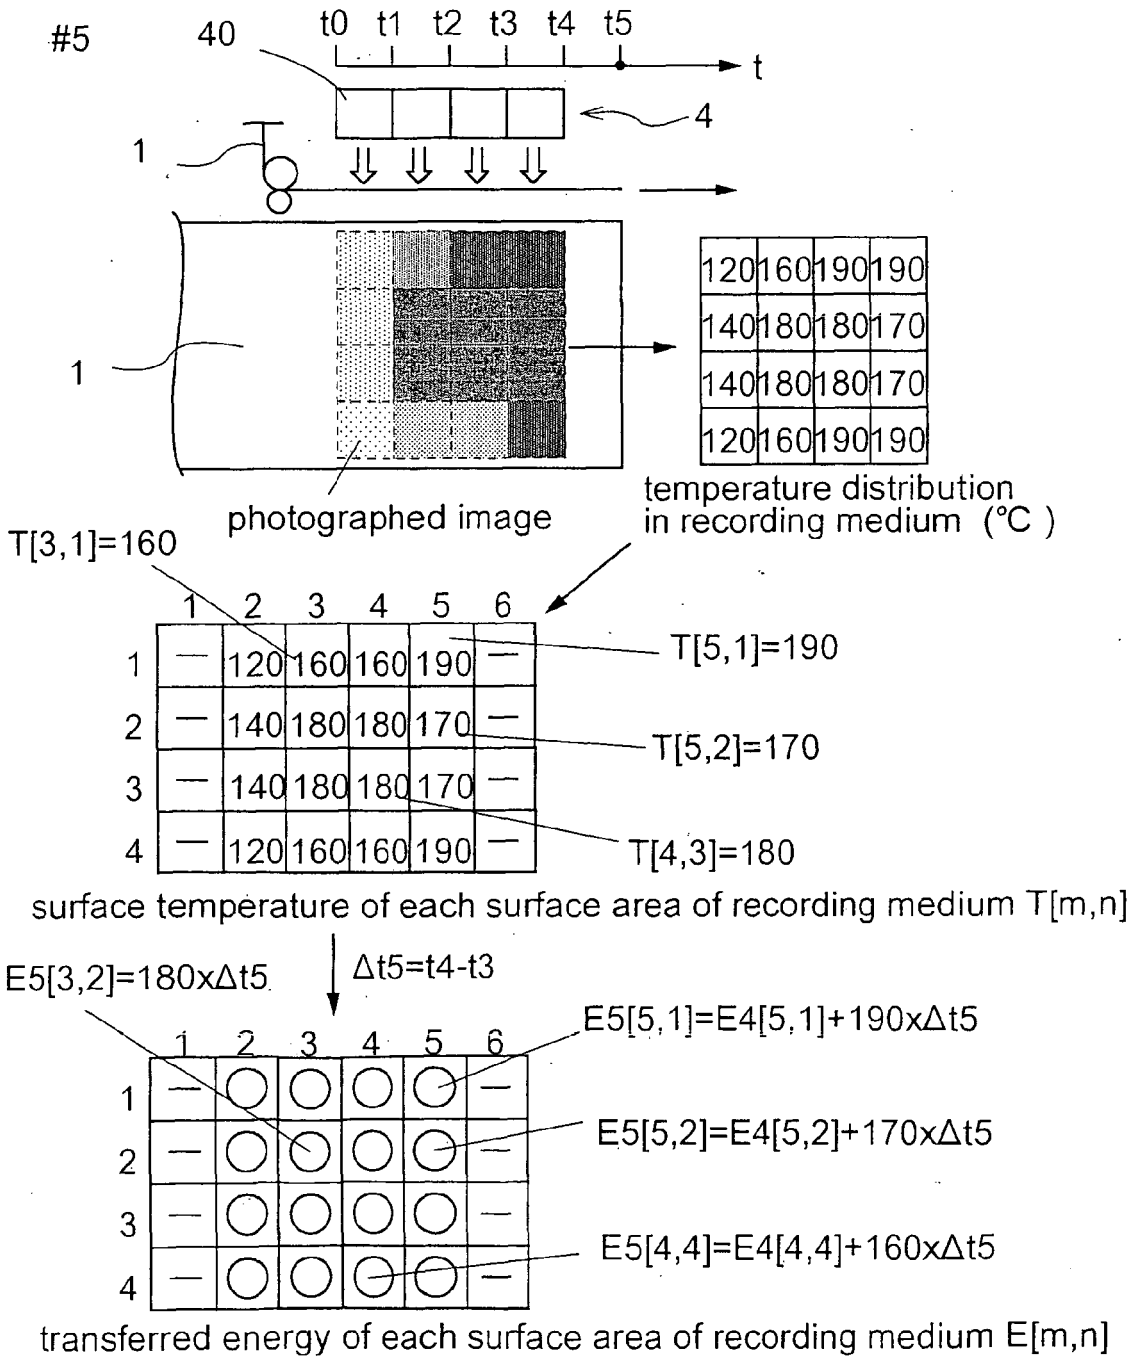 #5
40
t0 t1 t2 t3 t4 t5
t
4
1
1
120 160 190 190
140 180 180 170
140 180 180 170
120 160 190 190
photographed image
temperature distribution
in recording medium (°C )
T[3,1]=160
1 2 3 4 5 6
1 — 120 160 160 190 —
2 — 140 180 180 170 —
3 — 140 180 180 170 —
4 — 120 160 160 190 —
T[5,1]=190
T[5,2]=170
T[4,3]=180
surface temperature of each surface area of recording medium T[m,n]
E5[3,2]=180xΔt5
Δt5=t4-t3
1 2 3 4 5 6
1 — ○ ○ ○ ○ —
2 — ○ ○ ○ ○ —
3 — ○ ○ ○ ○ —
4 — ○ ○ ○ ○ —
E5[5,1]=E4[5,1]+190xΔt5
E5[5,2]=E4[5,2]+170xΔt5
E5[4,4]=E4[4,4]+160xΔt5
transferred energy of each surface area of recording medium E[m,n]